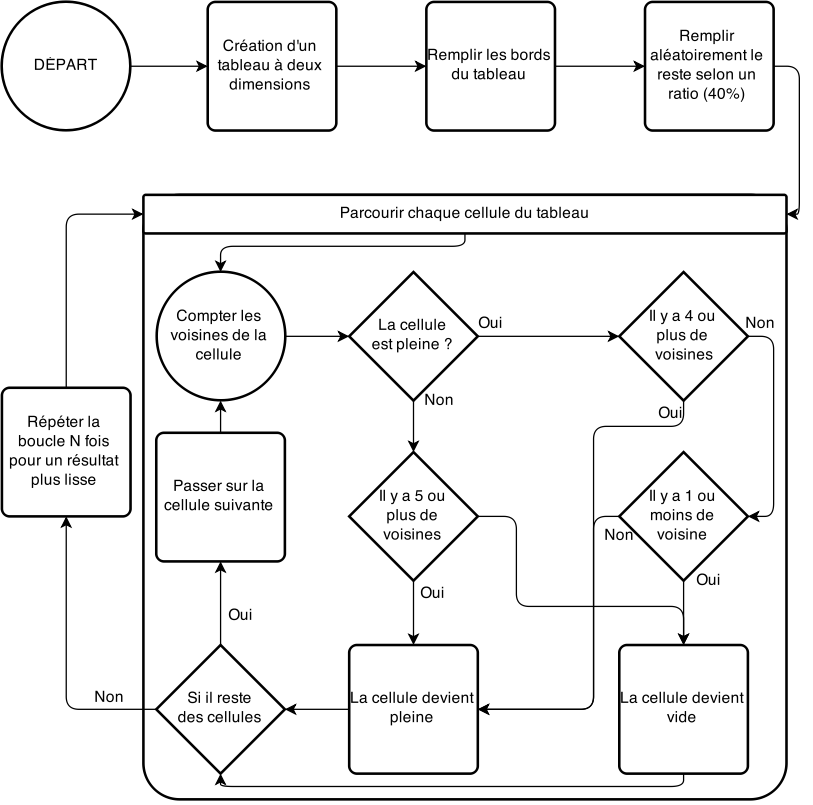 DÉPART
Création d'un
tableau à deux
dimensions
Remplir les bords
du tableau
Remplir
aléatoirement le
reste selon un
ratio (40%)
Parcourir chaque cellule du tableau
Compter les
voisines de la
cellule
La cellule
est pleine ?
Oui
Il y a 4 ou
plus de
voisines
Non
Non
Oui
Répéter la
boucle N fois
pour un résultat
plus lisse
Passer sur la
cellule suivante
Il y a 5 ou
plus de
voisines
Il y a 1 ou
moins de
voisine
Non
Oui
Oui
Oui
Si il reste
des cellules
Non
La cellule devient
pleine
La cellule devient
vide